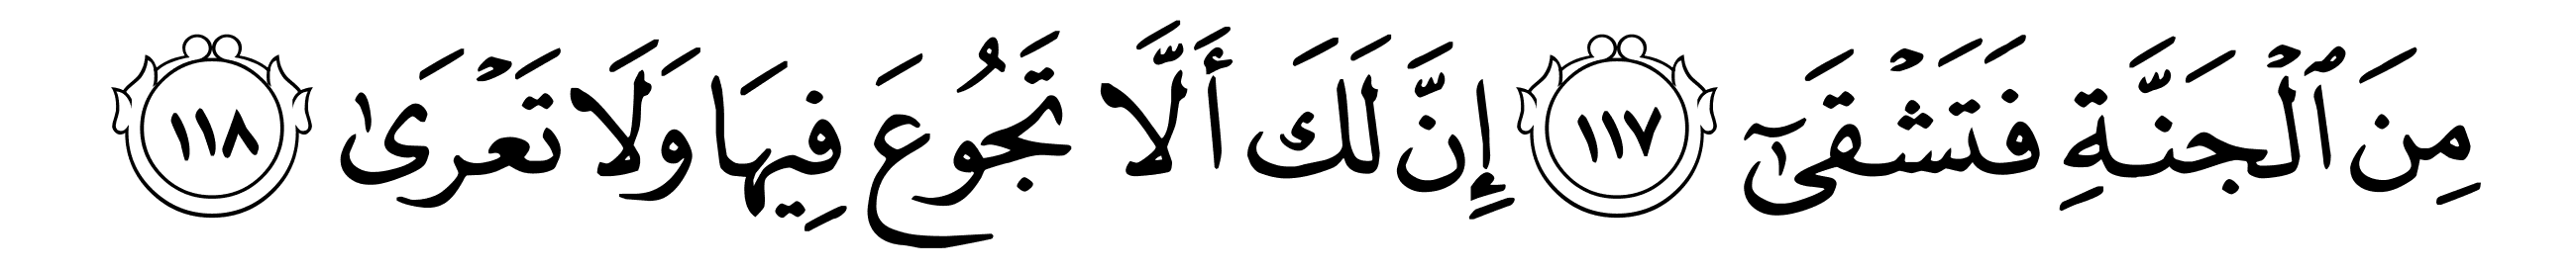 مِنَ ٱلْجَنَّةِ فَتَشْقَىٰٓ ١١٧ إِنَّ لَكَ أَلَّا تَجُوعَ فِيهَا وَلَا تَعْرَىٰ ١١٨